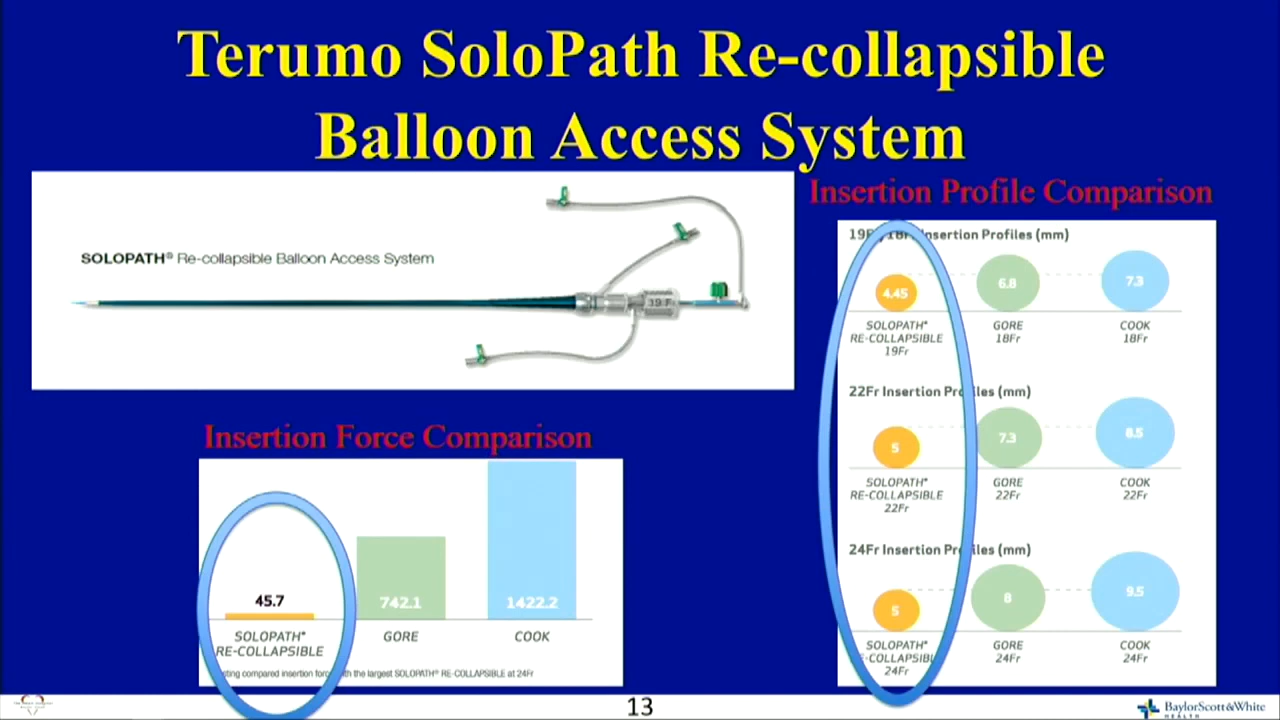 Terumo SoloPath Re-collapsible
Balloon Access System
SOLOPATH® Re-collapsible Balloon Access System
19 F
Insertion Force Comparison
45.7
742.1
1422.2
SOLOPATH®
RE-COLLAPSIBLE
GORE
COOK
compared insertion
the largest SOLOPATH® RE-COLLAPSIBLE at 24Fr
Insertion Profile Comparison
Insertion Profiles (mm)
4.45
6.8
7.3
SOLOPATH®
RE-COLLAPSIBLE
19Fr
GORE
18Fr
COOK
18Fr
22Fr Insertion Profiles (mm)
5
7.3
8.5
SOLOPATH®
RE-COLLAPSIBLE
22Fr
GORE
22Fr
COOK
22Fr
24Fr Insertion Profiles (mm)
5
8
9.5
SOLOPATH®
RE-COLLAPSIBLE
24Fr
GORE
24Fr
COOK
24Fr
13
BaylorScott&White
HEALTH